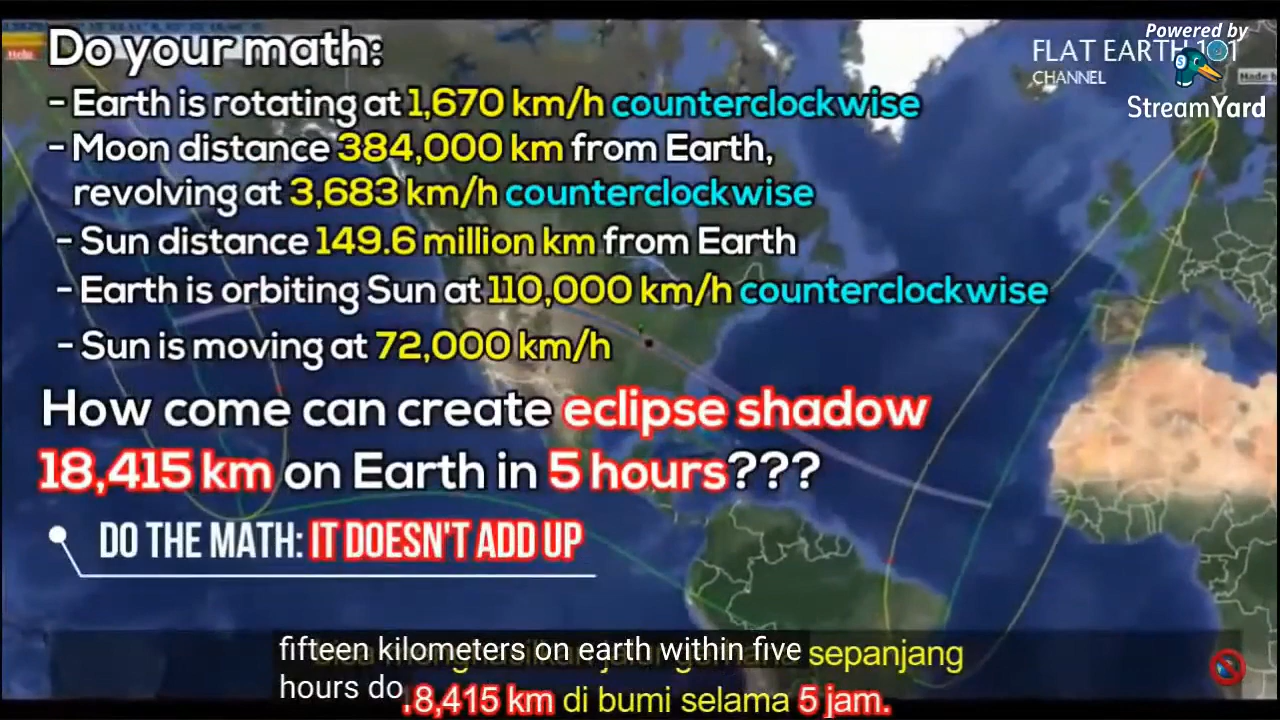 Do your math:
Powered by
FLAT EARTH 101
CHANNEL
StreamYard
- Earth is rotating at 1,670 km/h counterclockwise
- Moon distance 384,000 km from Earth,
revolving at 3,683 km/h counterclockwise
- Sun distance 149.6 million km from Earth
- Earth is orbiting Sun at 110,000 km/h counterclockwise
- Sun is moving at 72,000 km/h
How come can create eclipse shadow
18,415 km on Earth in 5 hours???
DO THE MATH: IT DOESN'T ADD UP
fifteen kilometers on earth within five sepanjang
hours do .8,415 km di bumi selama 5 jam.